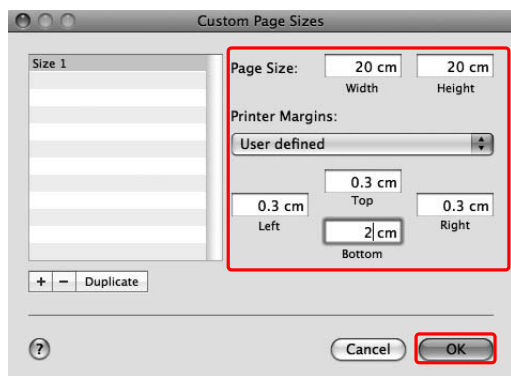 Custom Page Sizes
Size 1
Page Size: 20 cm 20 cm
Width Height
Printer Margins:
User defined
0.3 cm
Top
0.3 cm 0.3 cm
Left Right
2 cm
Bottom
+ − Duplicate
? Cancel OK